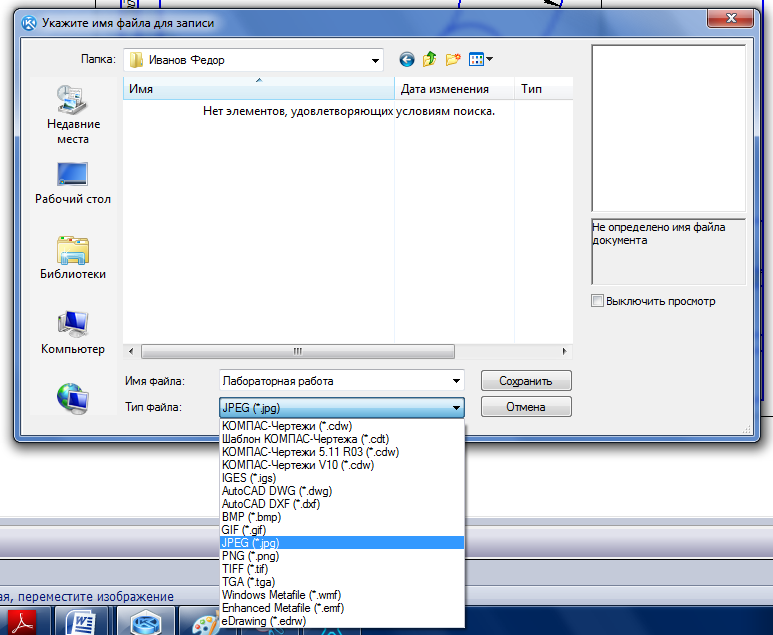 Укажите имя файла для записи
Папка:
Иванов Федор
Имя
Дата изменения
Тип
Нет элементов, удовлетворяющих условиям поиска.
Недавние
места
Рабочий стол
Библиотеки
Компьютер
Не определено имя файла
документа
Выключить просмотр
Имя файла:
Лабораторная работа
Сохранить
Тип файла:
JPEG (*.jpg)
Отмена
КОМПАС-Чертежи (*.cdw)
Шаблон КОМПАС-Чертежа (*.cdt)
КОМПАС-Чертежи 5.11 R03 (*.cdw)
КОМПАС-Чертежи V10 (*.cdw)
IGES (*.igs)
AutoCAD DWG (*.dwg)
AutoCAD DXF (*.dxf)
BMP (*.bmp)
GIF (*.gif)
JPEG (*.jpg)
PNG (*.png)
TIFF (*.tif)
TGA (*.tga)
Windows Metafile (*.wmf)
Enhanced Metafile (*.emf)
eDrawing (*.edrw)
ая, переместите изображение